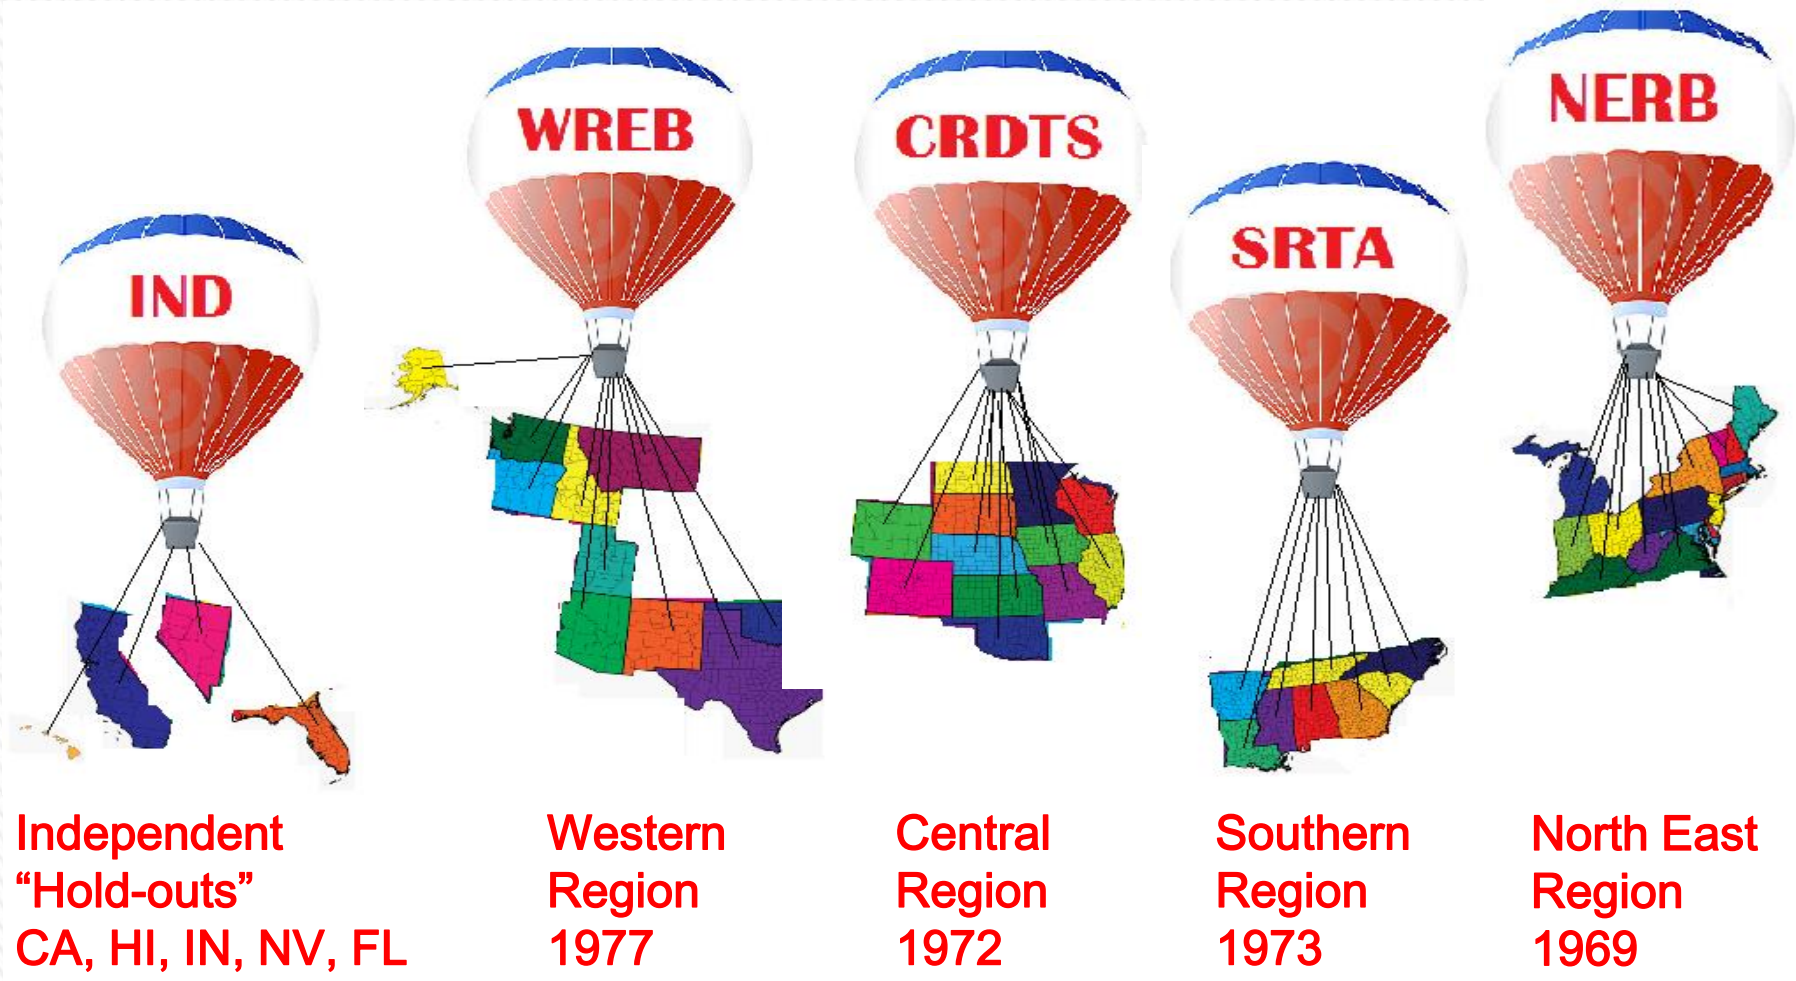 IND
WREB
CRDTS
SRTA
NERB
Independent
“Hold-outs”
CA, HI, IN, NV, FL
Western
Region
1977
Central
Region
1972
Southern
Region
1973
North East
Region
1969